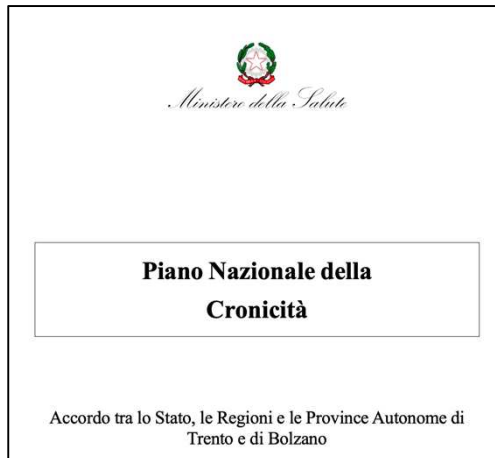 Ministero della Salute
Piano Nazionale della
Cronicità
Accordo tra lo Stato, le Regioni e le Province Autonome di
Trento e di Bolzano